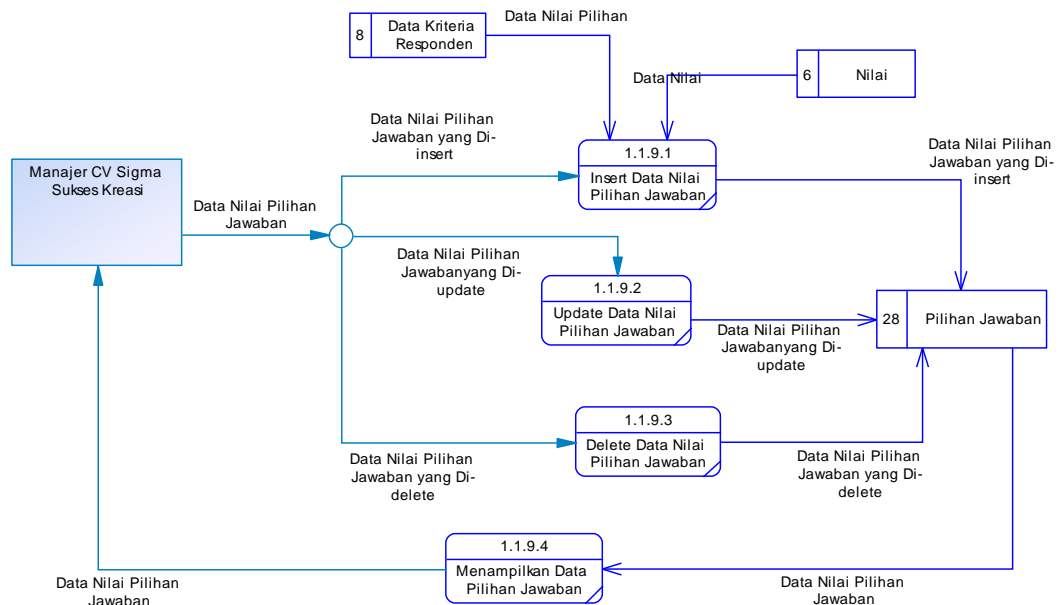 Data Nilai Pilihan
8
Data Kriteria
Responden
Data Nilai
6
Nilai
Data Nilai Pilihan
Jawaban yang Di-
insert
1.1.9.1
Insert Data Nilai
Pilihan Jawaban
Data Nilai Pilihan
Jawaban yang Di-
insert
Manajer CV Sigma
Sukses Kreasi
Data Nilai Pilihan
Jawaban
Data Nilai Pilihan
Jawabanyang Di-
update
1.1.9.2
Update Data Nilai
Pilihan Jawaban
Data Nilai Pilihan
Jawabanyang Di-
update
28
Pilihan Jawaban
1.1.9.3
Delete Data Nilai
Pilihan Jawaban
Data Nilai Pilihan
Jawaban yang Di-
delete
Data Nilai Pilihan
Jawaban yang Di-
delete
1.1.9.4
Menampilkan Data
Pilihan Jawaban
Data Nilai Pilihan
Jawaban
Data Nilai Pilihan
Jawaban